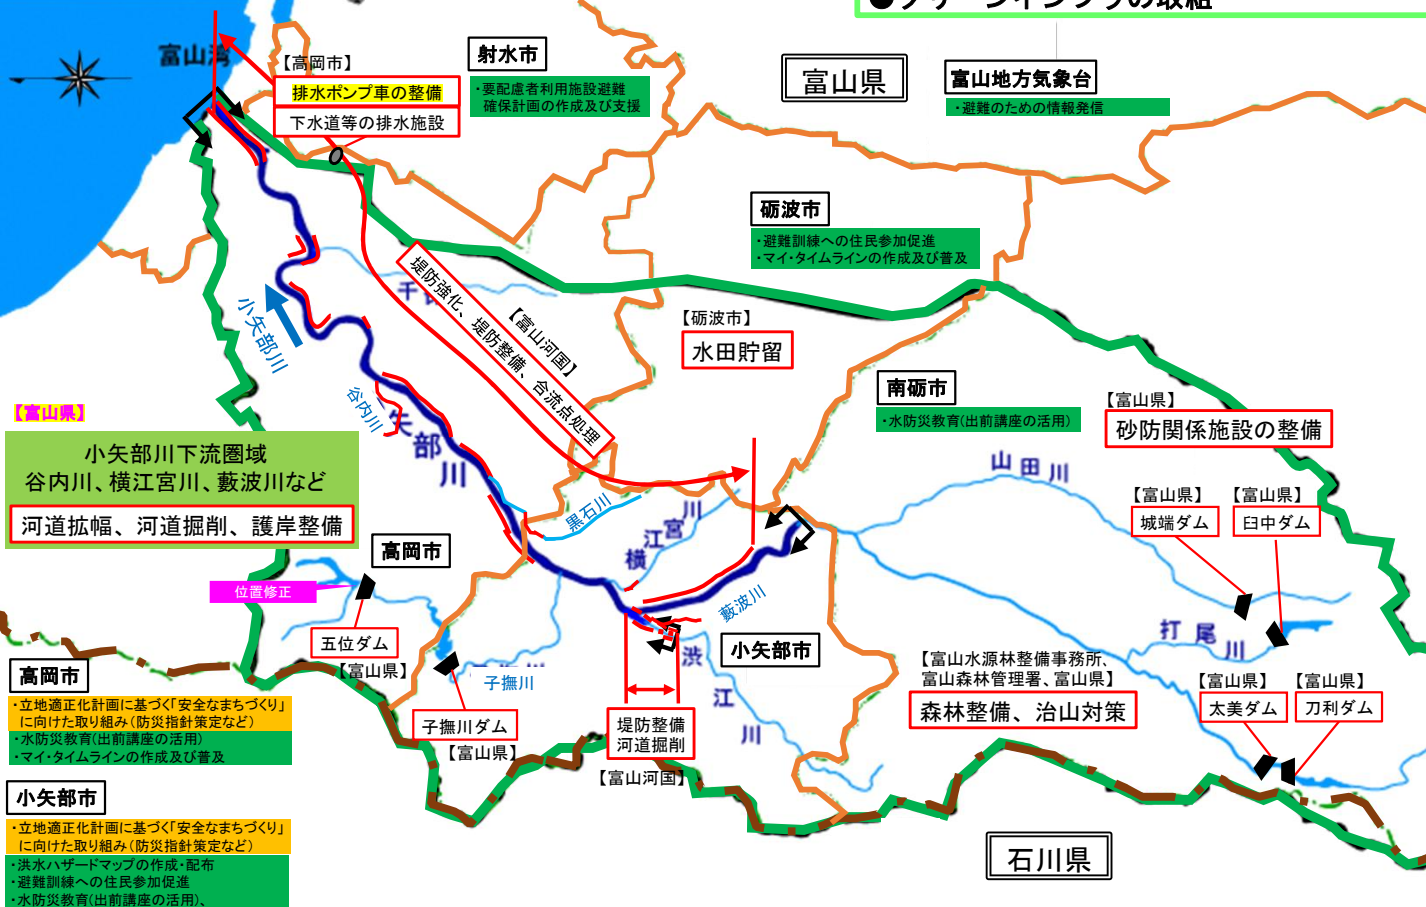 ●グリーンインフラの取組
富山湾
【高岡市】
排水ポンプ車の整備
下水道等の排水施設
射水市
・要配慮者利用施設避難
確保計画の作成及び支援
富山県
富山地方気象台
・避難のための情報発信
砺波市
・避難訓練への住民参加促進
・マイ・タイムラインの作成及び普及
千
堤防強化、堤防整備、合流点処理
【富山河国】
小矢部川
【砺波市】
水田貯留
南砺市
・水防災教育(出前講座の活用)
【富山県】
砂防関係施設の整備
谷内川
矢部川
【富山県】
小矢部川下流圏域
谷内川、横江宮川、藪波川など
河道拡幅、河道掘削、護岸整備
黒石川
横江宮川
山田川
【富山県】
城端ダム
【富山県】
臼中ダム
高岡市
位置修正
五位ダム
【富山県】
藪波川
小矢部市
渋江川
打尾川
子撫川
子撫川ダム
【富山県】
堤防整備
河道掘削
【富山河国】
【富山水源林整備事務所、
富山森林管理署、富山県】
森林整備、治山対策
【富山県】
太美ダム
【富山県】
刀利ダム
高岡市
・立地適正化計画に基づく「安全なまちづくり」
に向けた取り組み(防災指針策定など)
・水防災教育(出前講座の活用)
・マイ・タイムラインの作成及び普及
小矢部市
・立地適正化計画に基づく「安全なまちづくり」
に向けた取り組み(防災指針策定など)
・洪水ハザードマップの作成・配布
・避難訓練への住民参加促進
・水防災教育(出前講座の活用)、
石川県